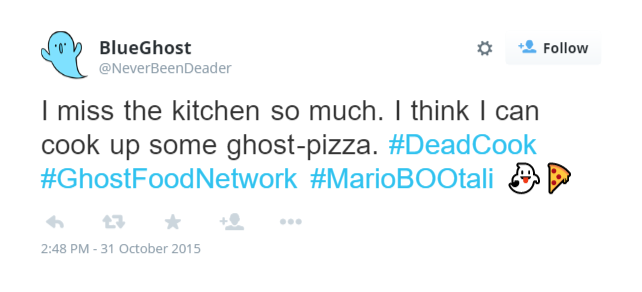 BlueGhost
@NeverBeenDeader
Follow
I miss the kitchen so much. I think I can
cook up some ghost-pizza. #DeadCook
#GhostFoodNetwork #MarioBOOtali 👻🍕
2:48 PM - 31 October 2015